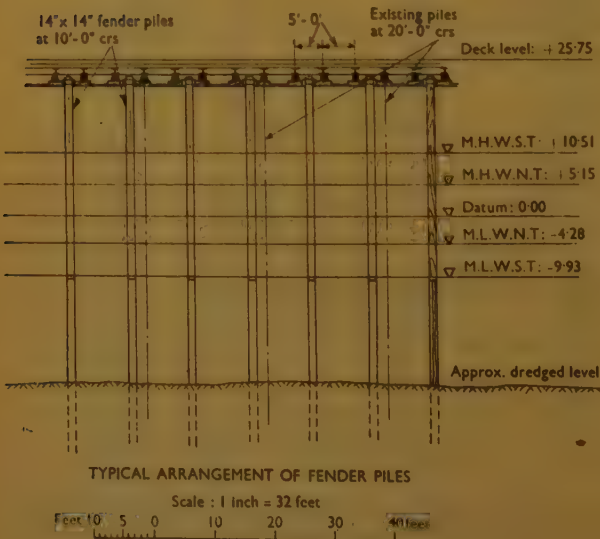 14"x 14" fender piles
at 10'-0" crs
5'-0"
Existing piles
at 20'-0" crs
Deck level: +25·75
M.H.W.S.T: +10·51
M.H.W.N.T: +5·15
Datum: 0·00
M.L.W.N.T: -4·28
M.L.W.S.T: -9·93
Approx. dredged level
TYPICAL ARRANGEMENT OF FENDER PILES
Scale : 1 inch = 32 feet
Feet 10 5 0 10 20 30 40 feet